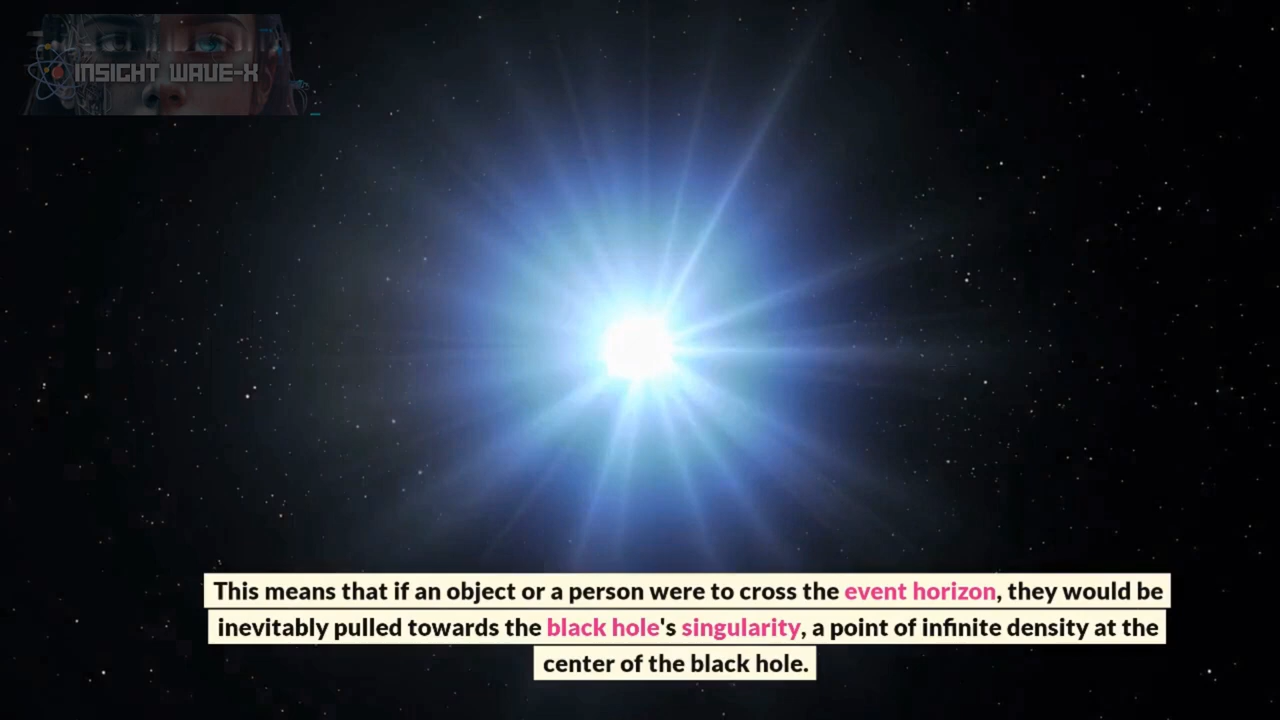 INSIGHT WAVE-X
This means that if an object or a person were to cross the event horizon, they would be
inevitably pulled towards the black hole's singularity, a point of infinite density at the
center of the black hole.